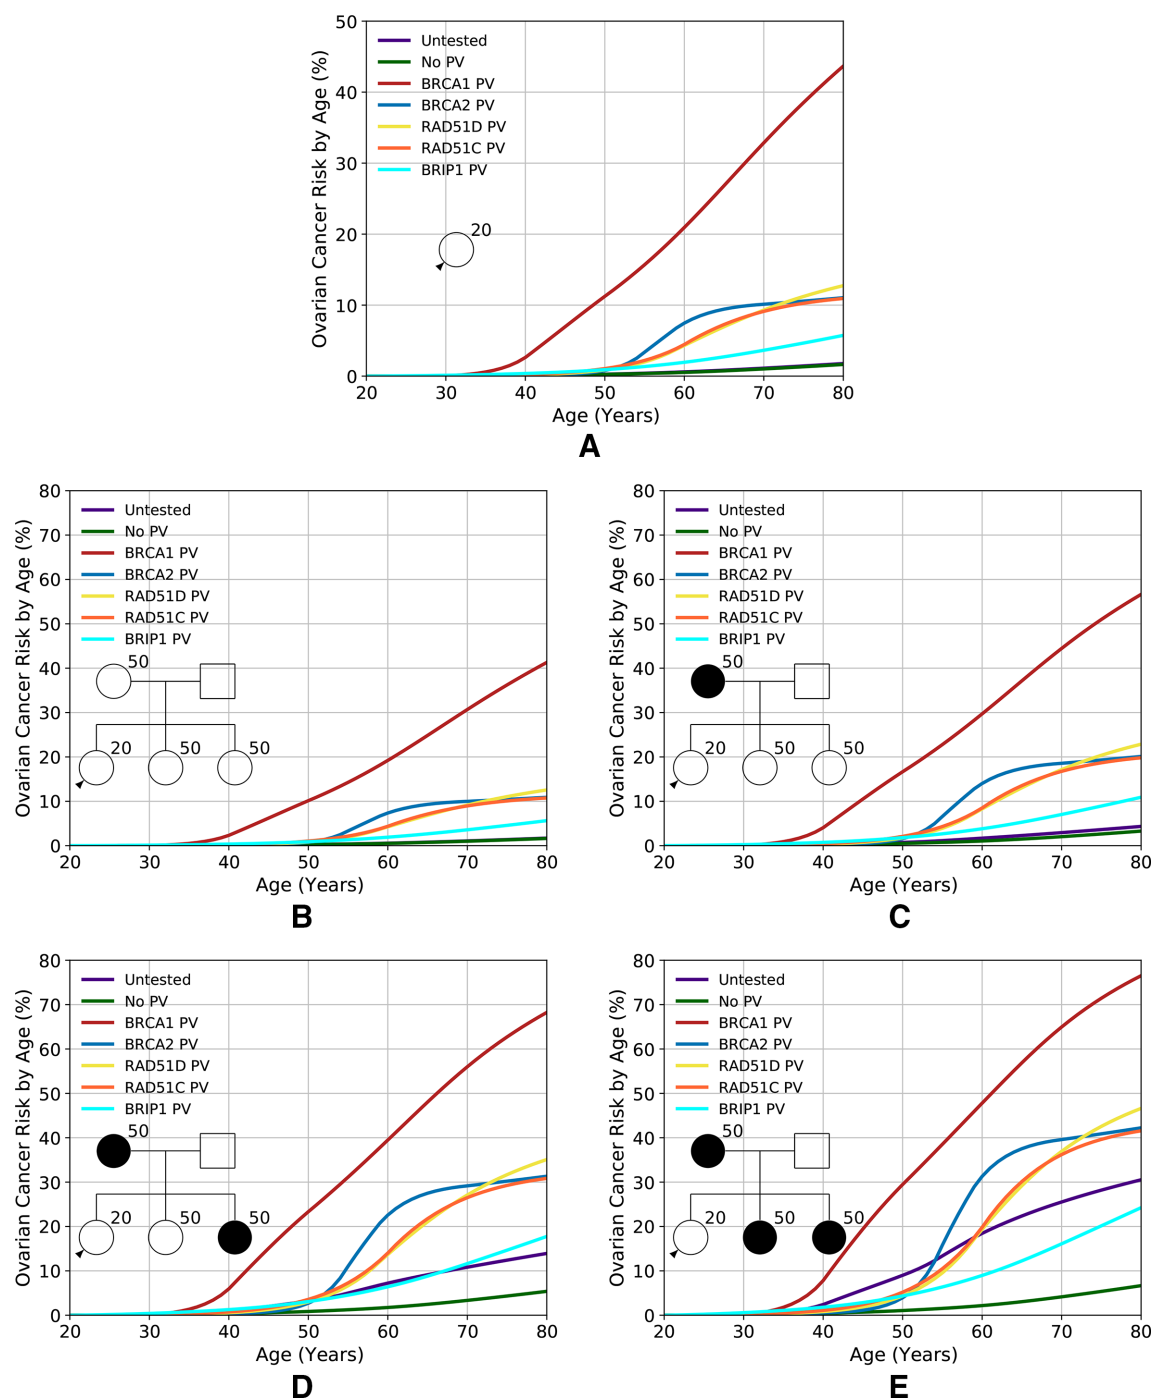 50
40
30
20
10
0
Ovarian Cancer Risk by Age (%)
Untested
No PV
BRCA1 PV
BRCA2 PV
RAD51D PV
RAD51C PV
BRIP1 PV
20
20 30 40 50 60 70 80
Age (Years)
A
80
70
60
50
40
30
20
10
0
Ovarian Cancer Risk by Age (%)
Untested
No PV
BRCA1 PV
BRCA2 PV
RAD51D PV
RAD51C PV
BRIP1 PV
50
20 50 50
20 30 40 50 60 70 80
Age (Years)
B
80
70
60
50
40
30
20
10
0
Ovarian Cancer Risk by Age (%)
Untested
No PV
BRCA1 PV
BRCA2 PV
RAD51D PV
RAD51C PV
BRIP1 PV
50
20 50 50
20 30 40 50 60 70 80
Age (Years)
C
80
70
60
50
40
30
20
10
0
Ovarian Cancer Risk by Age (%)
Untested
No PV
BRCA1 PV
BRCA2 PV
RAD51D PV
RAD51C PV
BRIP1 PV
50
20 50 50
20 30 40 50 60 70 80
Age (Years)
D
80
70
60
50
40
30
20
10
0
Ovarian Cancer Risk by Age (%)
Untested
No PV
BRCA1 PV
BRCA2 PV
RAD51D PV
RAD51C PV
BRIP1 PV
50
20 50 50
20 30 40 50 60 70 80
Age (Years)
E